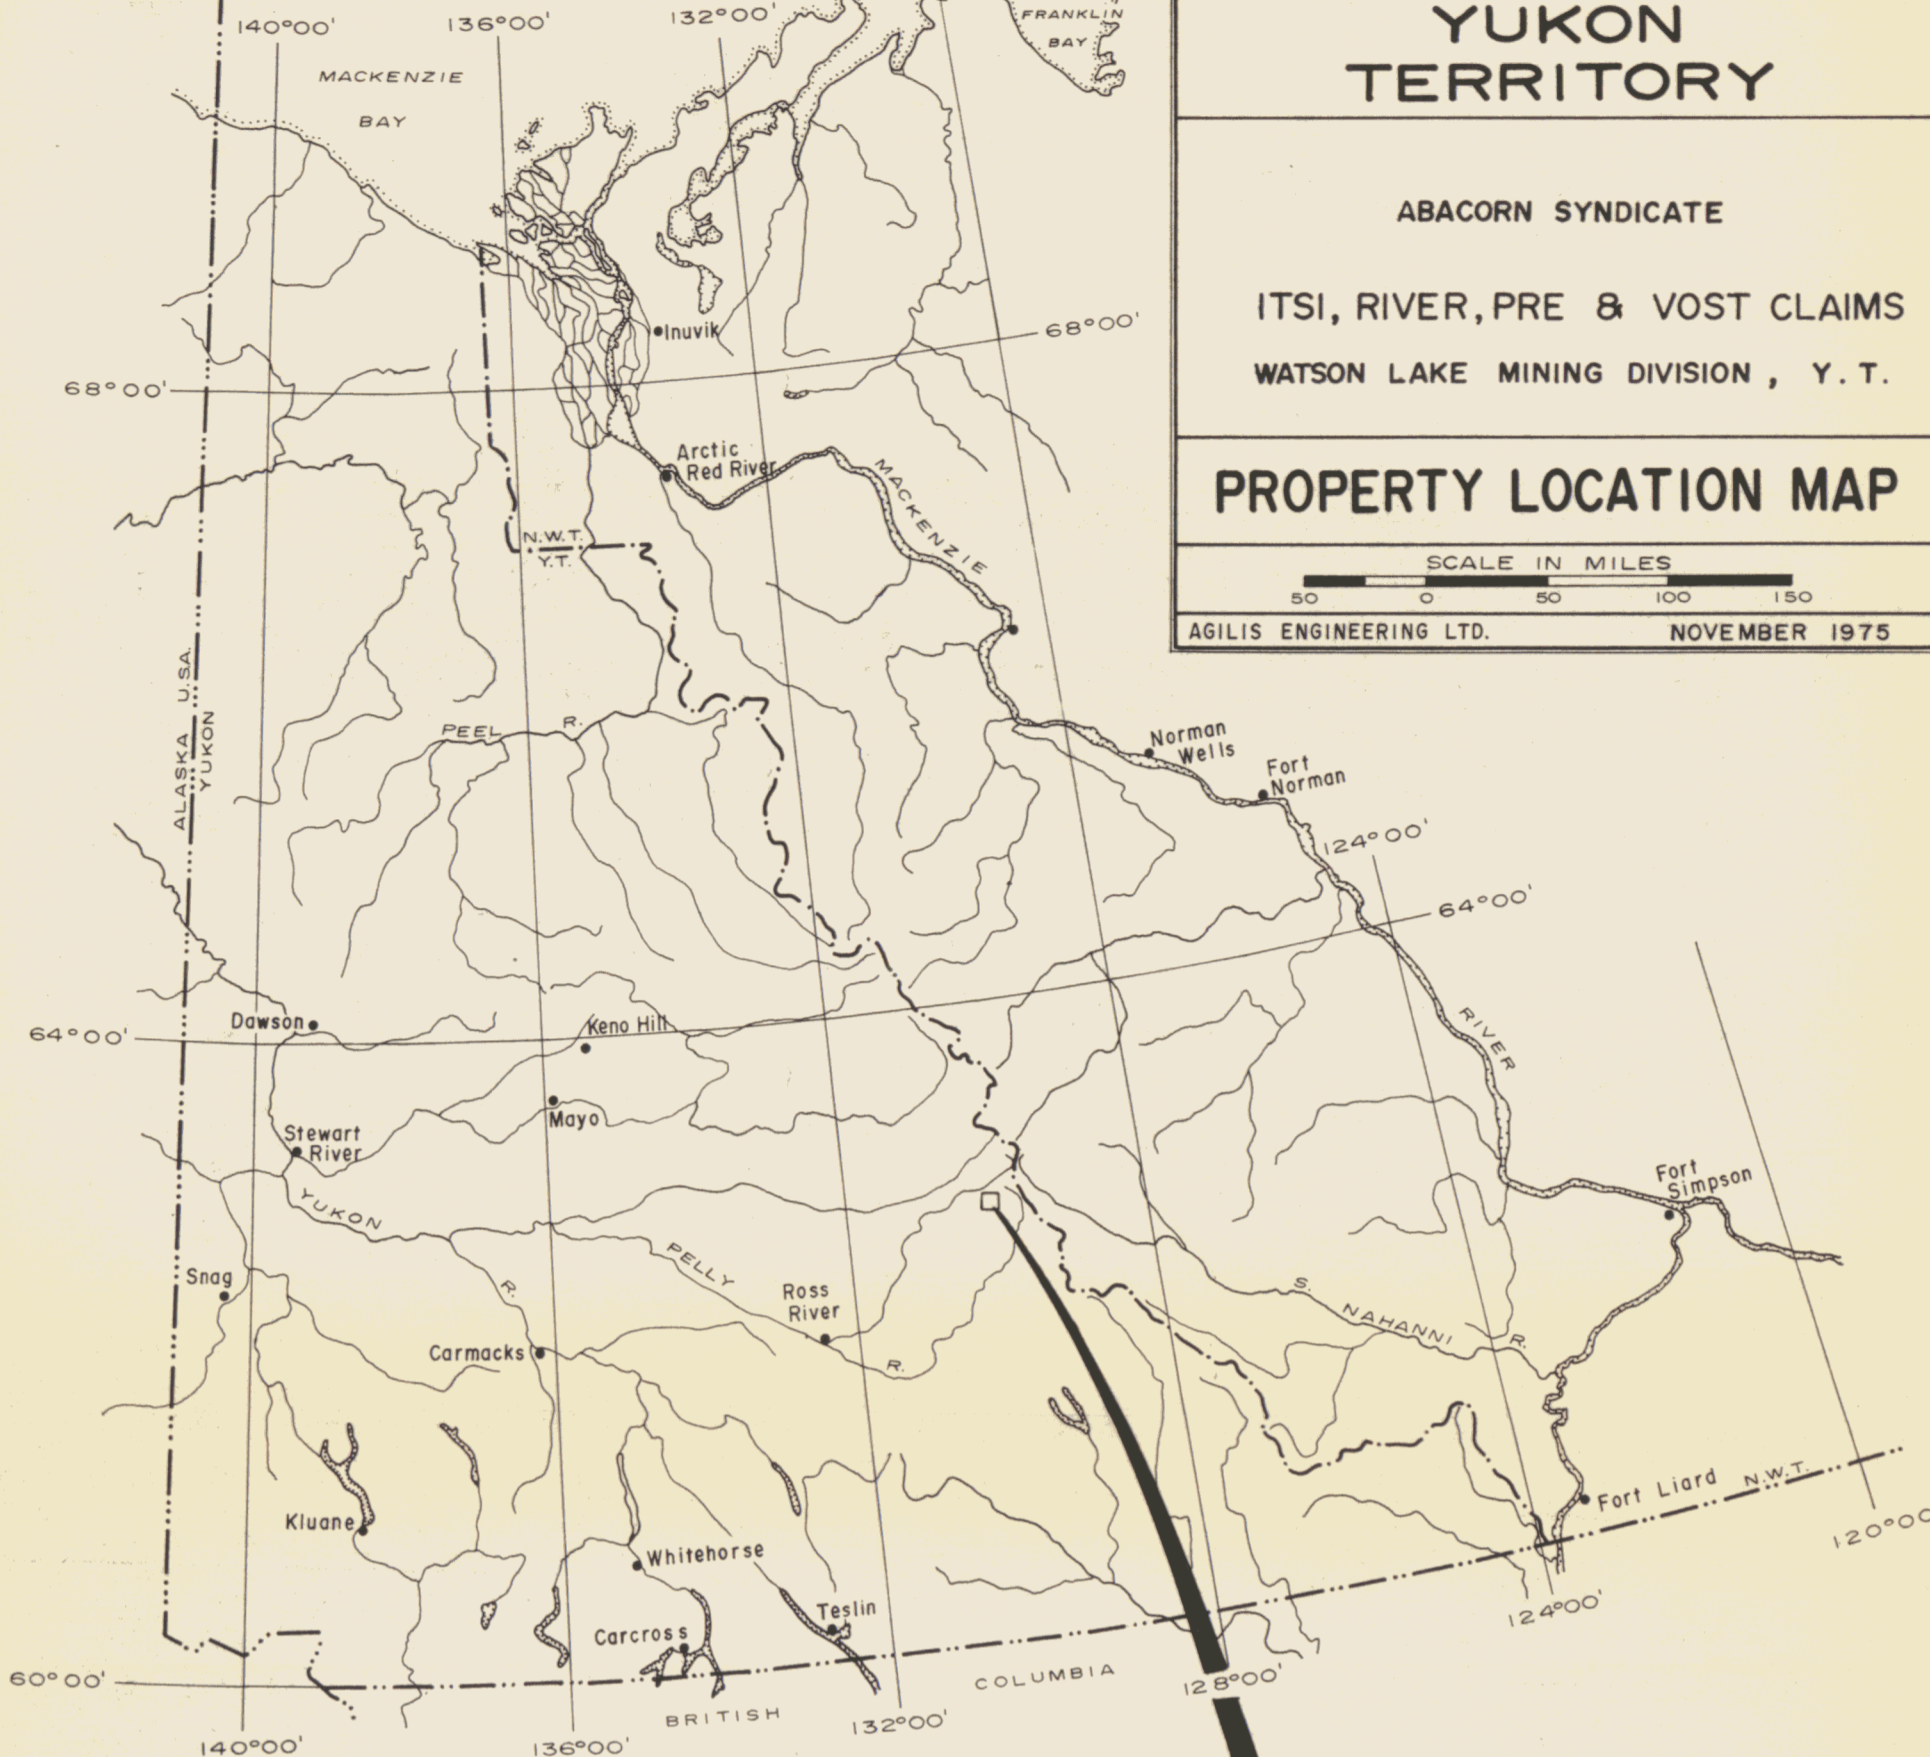 140°00'
136°00'
132°00'
FRANKLIN
BAY
MACKENZIE
BAY
YUKON
TERRITORY
ABACORN SYNDICATE
ITSI, RIVER, PRE & VOST CLAIMS
WATSON LAKE MINING DIVISION, Y.T.
PROPERTY LOCATION MAP
SCALE IN MILES
50 0 50 100 150
AGILIS ENGINEERING LTD. NOVEMBER 1975
Inuvik
68°00'
68°00'
Arctic
Red River
MACKENZIE
N.W.T.
Y.T.
ALASKA U.S.A.
YUKON
PEEL R.
Norman
Wells
Fort
Norman
124°00'
64°00'
RIVER
Dawson
64°00'
Keno Hill
Mayo
Stewart
River
YUKON
R.
Fort
Simpson
PELLY
R.
Snag
Ross
River
S. NAHANNI R.
Carmacks
Kluane
Whitehorse
Fort Liard
N.W.T.
120°00
Teslin
Carcross
124°00'
60°00'
BRITISH COLUMBIA
128°00'
132°00'
140°00'
136°00'